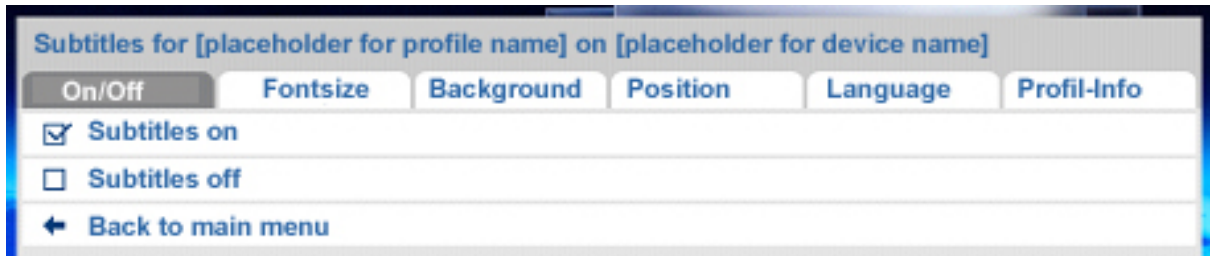 Subtitles for [placeholder for profile name] on [placeholder for device name]
On/Off Fontsize Background Position Language Profil-Info
Subtitles on
Subtitles off
Back to main menu